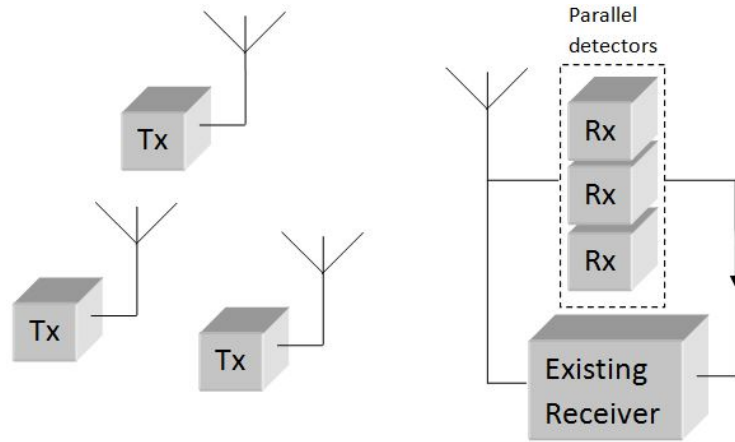 Parallel
detectors
Tx
Rx
Rx
Rx
Tx
Tx
Existing
Receiver